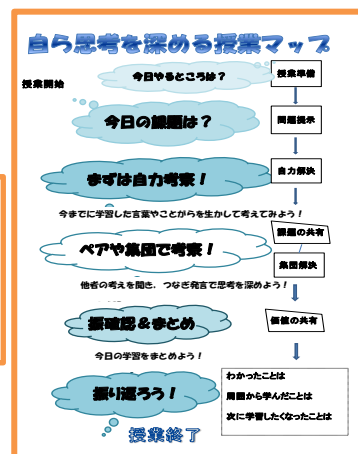 自ら思考を深める授業マップ
今日やるところは？
授業準備
授業開始
今日の課題は？
問題提示
まずは自力考察！
自力解決
今までに学習した言葉やことがらを生かして考えてみよう！
課題の共有
ペアや集団で考察！
集団解決
他者の考えを聞き、つなぎ発言で思考を深めよう！
再確認＆まとめ
価値の共有
今日の学習をまとめよう！
振り返ろう！
わかったことは
周囲から学んだことは
次に学習したくなったことは
授業終了